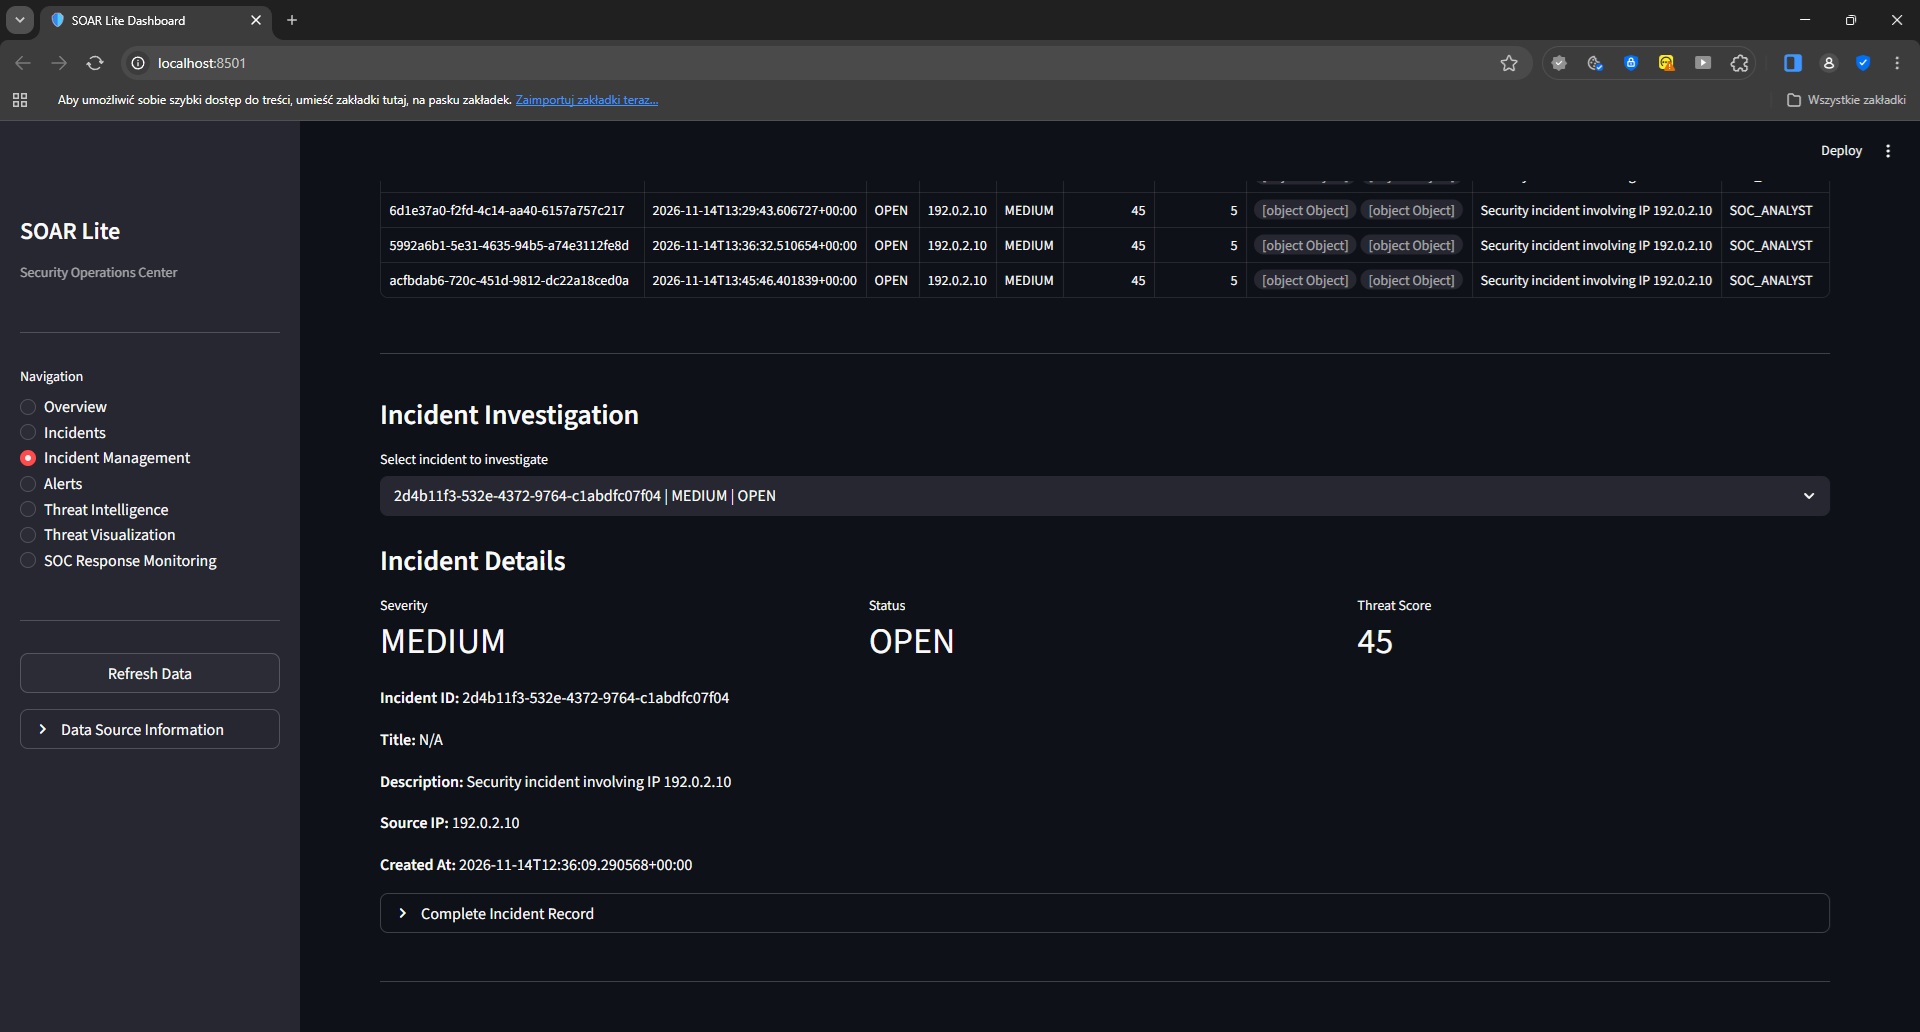 SOAR Lite Dashboard
localhost:8501
Aby umożliwić sobie szybki dostęp do treści, umieść zakładki tutaj, na pasku zakładek. Zaimportuj zakładki teraz...
Wszystkie zakładki
Deploy
SOAR Lite
Security Operations Center
Navigation
Overview
Incidents
Incident Management
Alerts
Threat Intelligence
Threat Visualization
SOC Response Monitoring
Refresh Data
Data Source Information
6d1e37a0-f2fd-4c14-aa40-6157a757c217 2026-11-14T13:29:43.606727+00:00 OPEN 192.0.2.10 MEDIUM 45 5 [object Object] [object Object] Security incident involving IP 192.0.2.10 SOC_ANALYST
5992a6b1-5e31-4635-94b5-a74e3112fe8d 2026-11-14T13:36:32.510654+00:00 OPEN 192.0.2.10 MEDIUM 45 5 [object Object] [object Object] Security incident involving IP 192.0.2.10 SOC_ANALYST
acfbdab6-720c-451d-9812-dc22a18ced0a 2026-11-14T13:45:46.401839+00:00 OPEN 192.0.2.10 MEDIUM 45 5 [object Object] [object Object] Security incident involving IP 192.0.2.10 SOC_ANALYST
Incident Investigation
Select incident to investigate
2d4b11f3-532e-4372-9764-c1abdfc07f04 | MEDIUM | OPEN
Incident Details
Severity Status Threat Score
MEDIUM OPEN 45
Incident ID: 2d4b11f3-532e-4372-9764-c1abdfc07f04
Title: N/A
Description: Security incident involving IP 192.0.2.10
Source IP: 192.0.2.10
Created At: 2026-11-14T12:36:09.290568+00:00
Complete Incident Record